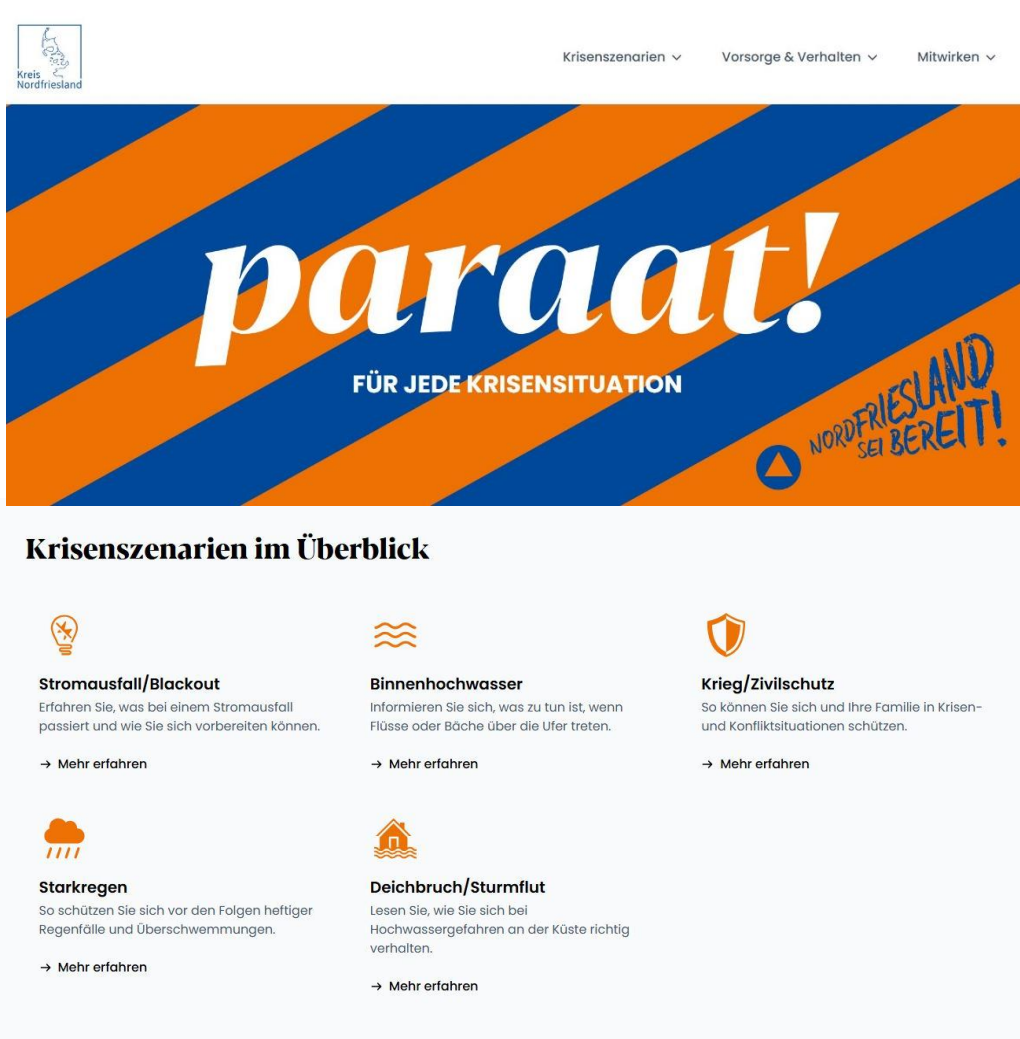 Kreis
Nordfriesland
Krisenszenarien
Vorsorge & Verhalten
Mitwirken
paraat!
FÜR JEDE KRISENSITUATION
NORDFRIESLAND
SEI BEREIT!
Krisenszenarien im Überblick
Stromausfall/Blackout
Erfahren Sie, was bei einem Stromausfall
passiert und wie Sie sich vorbereiten können.
→ Mehr erfahren
Binnenhochwasser
Informieren Sie sich, was zu tun ist, wenn
Flüsse oder Bäche über die Ufer treten.
→ Mehr erfahren
Krieg/Zivilschutz
So können Sie sich und Ihre Familie in Krisen-
und Konfliktsituationen schützen.
→ Mehr erfahren
Starkregen
So schützen Sie sich vor den Folgen heftiger
Regenfälle und Überschwemmungen.
→ Mehr erfahren
Deichbruch/Sturmflut
Lesen Sie, wie Sie sich bei
Hochwassergefahren an der Küste richtig
verhalten.
→ Mehr erfahren